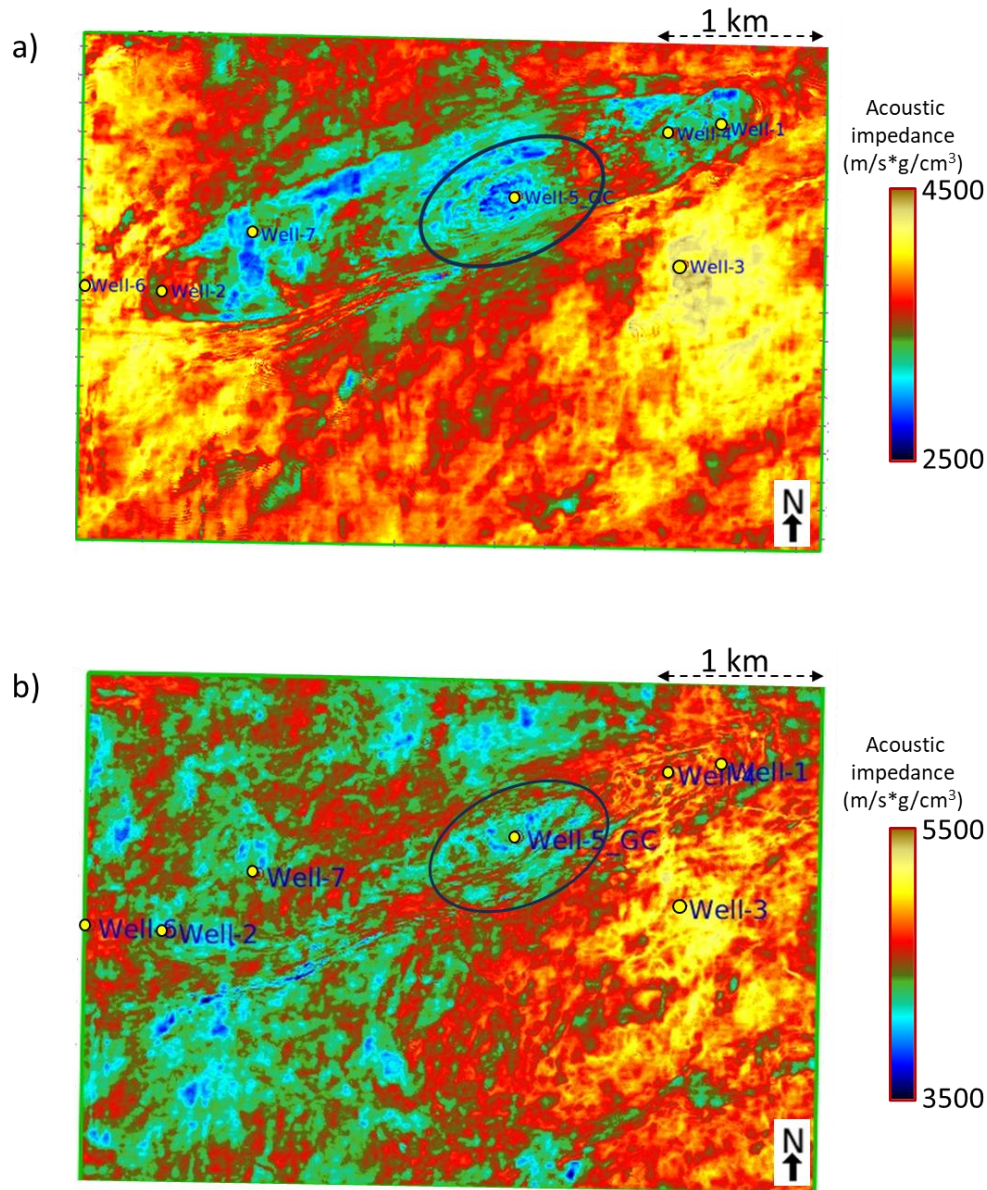 a)
1 km
Acoustic
impedance
(m/s*g/cm³)
4500
2500
Well-4
Well-1
Well-5_GC
Well-7
Well-3
Well-6
Well-2
N
b)
1 km
Acoustic
impedance
(m/s*g/cm³)
5500
3500
Well-4
Well-1
Well-5_GC
Well-7
Well-3
Well-6
Well-2
N